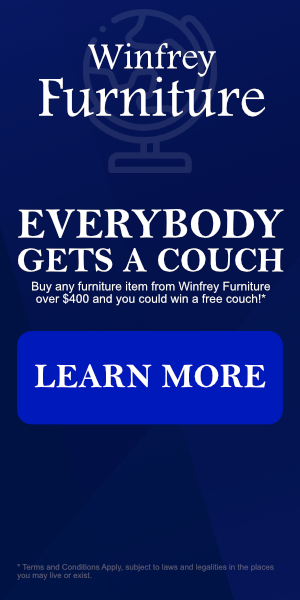 Winfrey
Furniture
EVERYBODY
GETS A COUCH
Buy any furniture item from Winfrey Furniture
over $400 and you could win a free couch!*
LEARN MORE
* Terms and Conditions Apply, subject to laws and legalities in the places
you may live or exist.